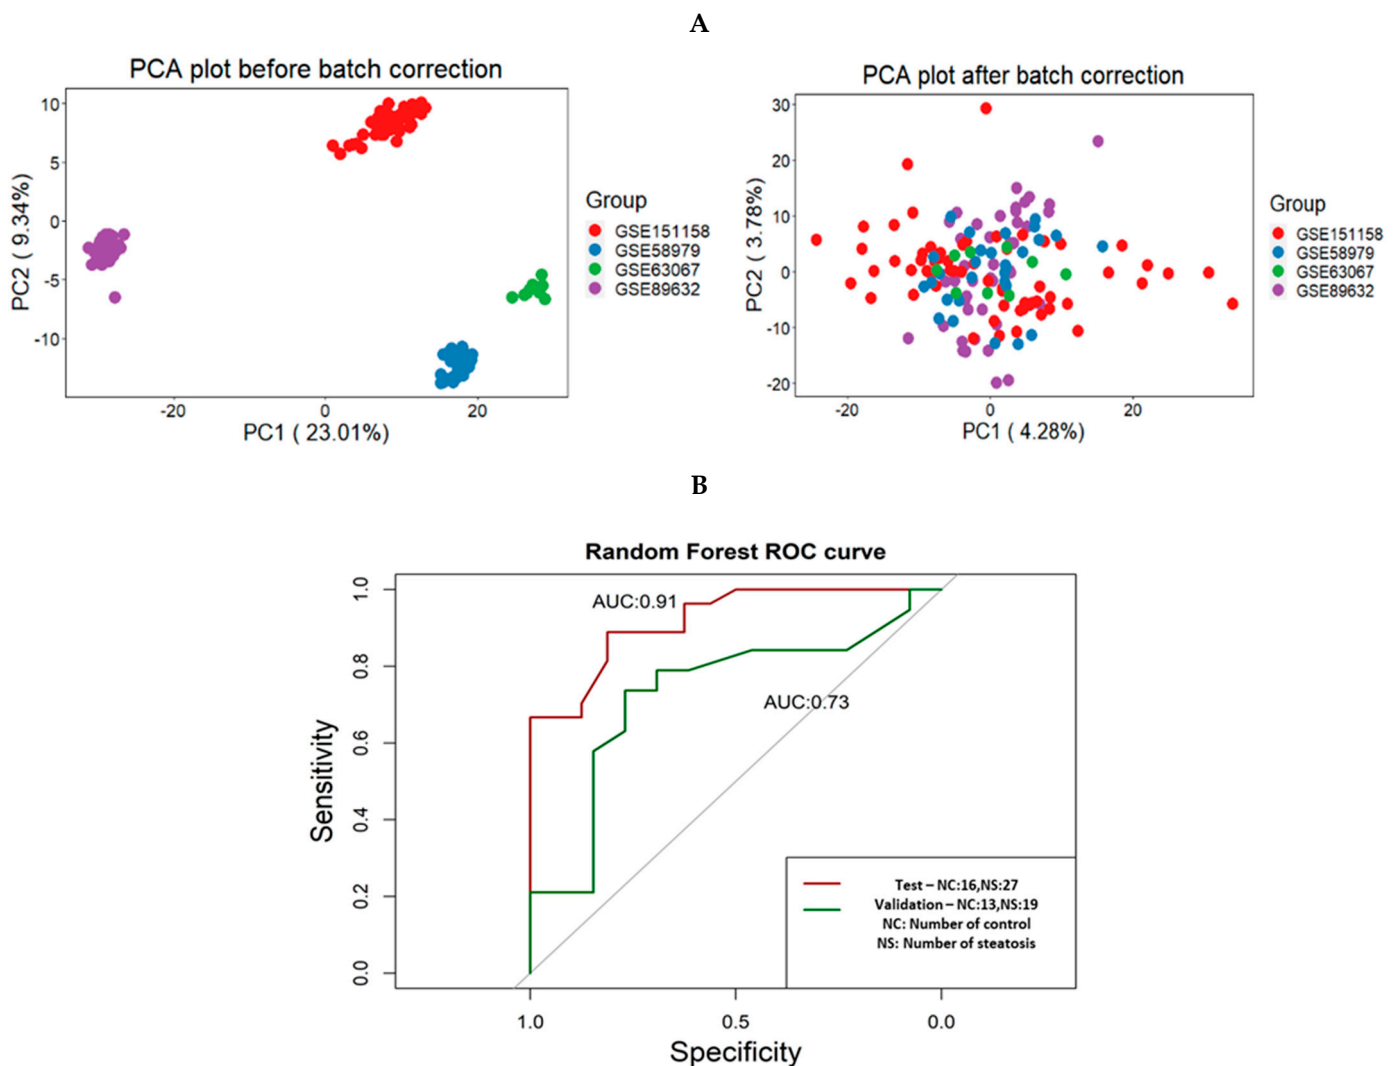 A
PCA plot before batch correction
10
5
0
-5
-10
PC2 ( 9.34%)
-20
0
20
PC1 ( 23.01%)
Group
GSE151158
GSE58979
GSE63067
GSE89632
PCA plot after batch correction
30
20
10
0
-10
-20
PC2 ( 3.78%)
-20
0
20
PC1 ( 4.28%)
Group
GSE151158
GSE58979
GSE63067
GSE89632
B
Random Forest ROC curve
1.0
0.8
0.6
0.4
0.2
0.0
Sensitivity
AUC:0.91
AUC:0.73
Test – NC:16,NS:27
Validation – NC:13,NS:19
NC: Number of control
NS: Number of steatosis
1.0
0.5
0.0
Specificity